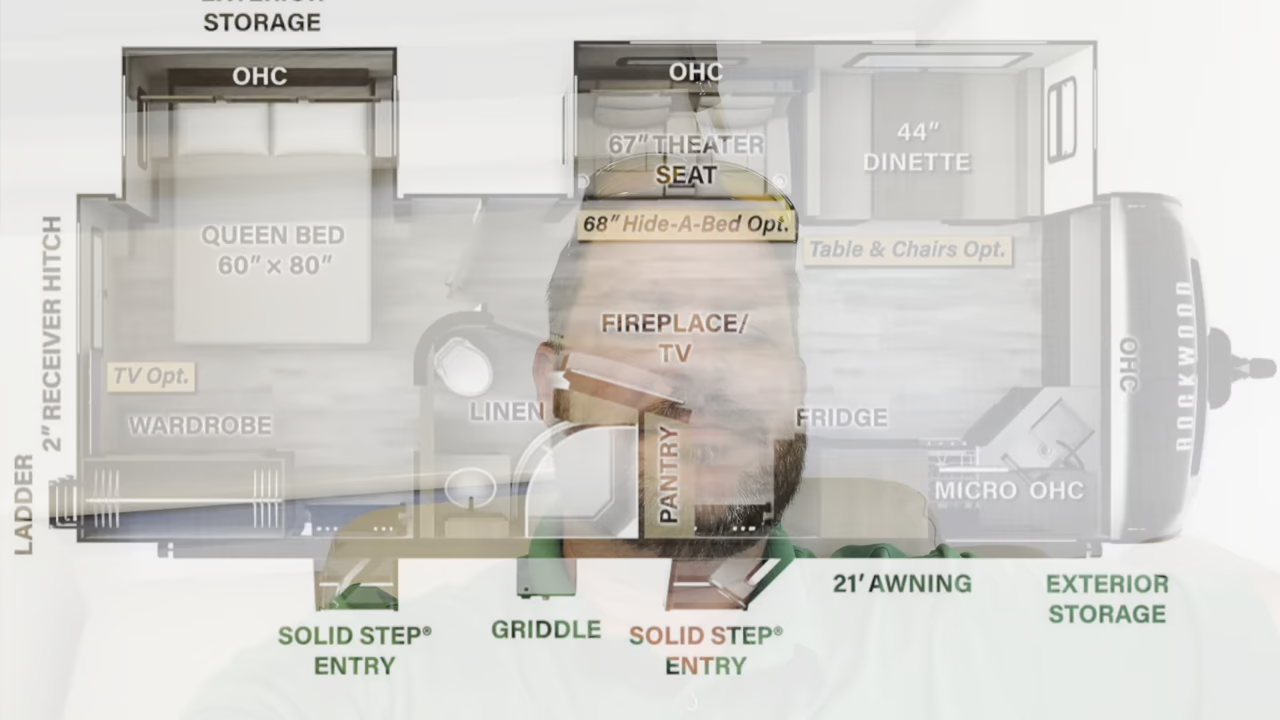 EXTERIOR
STORAGE
OHC
OHC
67" THEATER
SEAT
44"
DINETTE
68" Hide-A-Bed Opt.
Table & Chairs Opt.
QUEEN BED
60" × 80"
2" RECEIVER HITCH
LADDER
FIREPLACE/
TV
TV Opt.
WARDROBE
LINEN
PANTRY
FRIDGE
MICRO
OHC
OHC
ROCKWOOD
SOLID STEP®
ENTRY
GRIDDLE
SOLID STEP®
ENTRY
21' AWNING
EXTERIOR
STORAGE